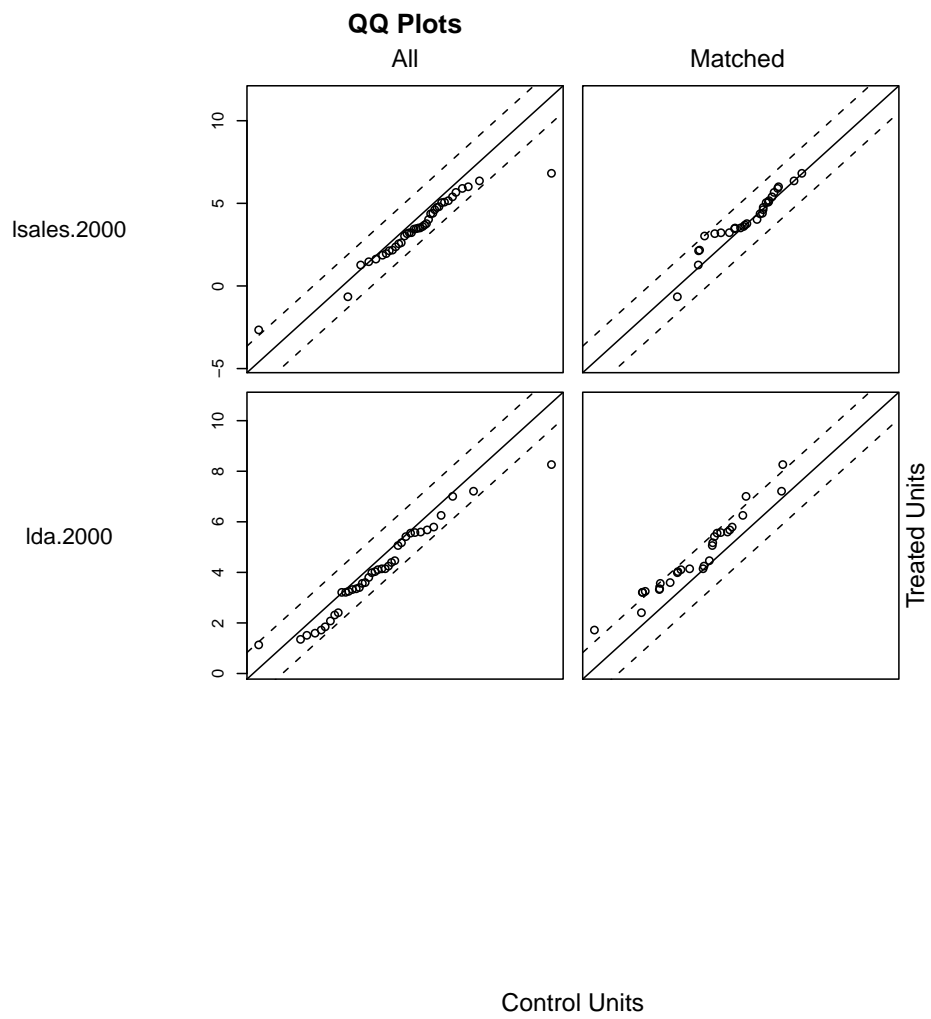 QQ Plots
All
Matched
lsales.2000
10
5
0
−5
lda.2000
10
8
6
4
2
0
Treated Units
Control Units